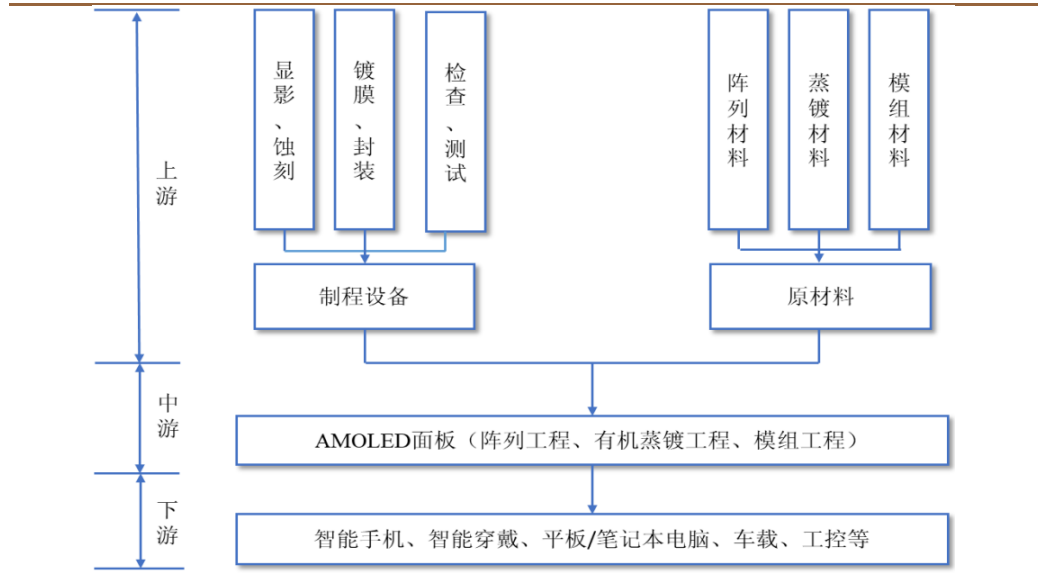 上游
显影、蚀刻
镀膜、封装
检查、测试
阵列材料
蒸镀材料
模组材料
制程设备
原材料
中游
AMOLED面板（阵列工程、有机蒸镀工程、模组工程）
下游
智能手机、智能穿戴、平板/笔记本电脑、车载、工控等